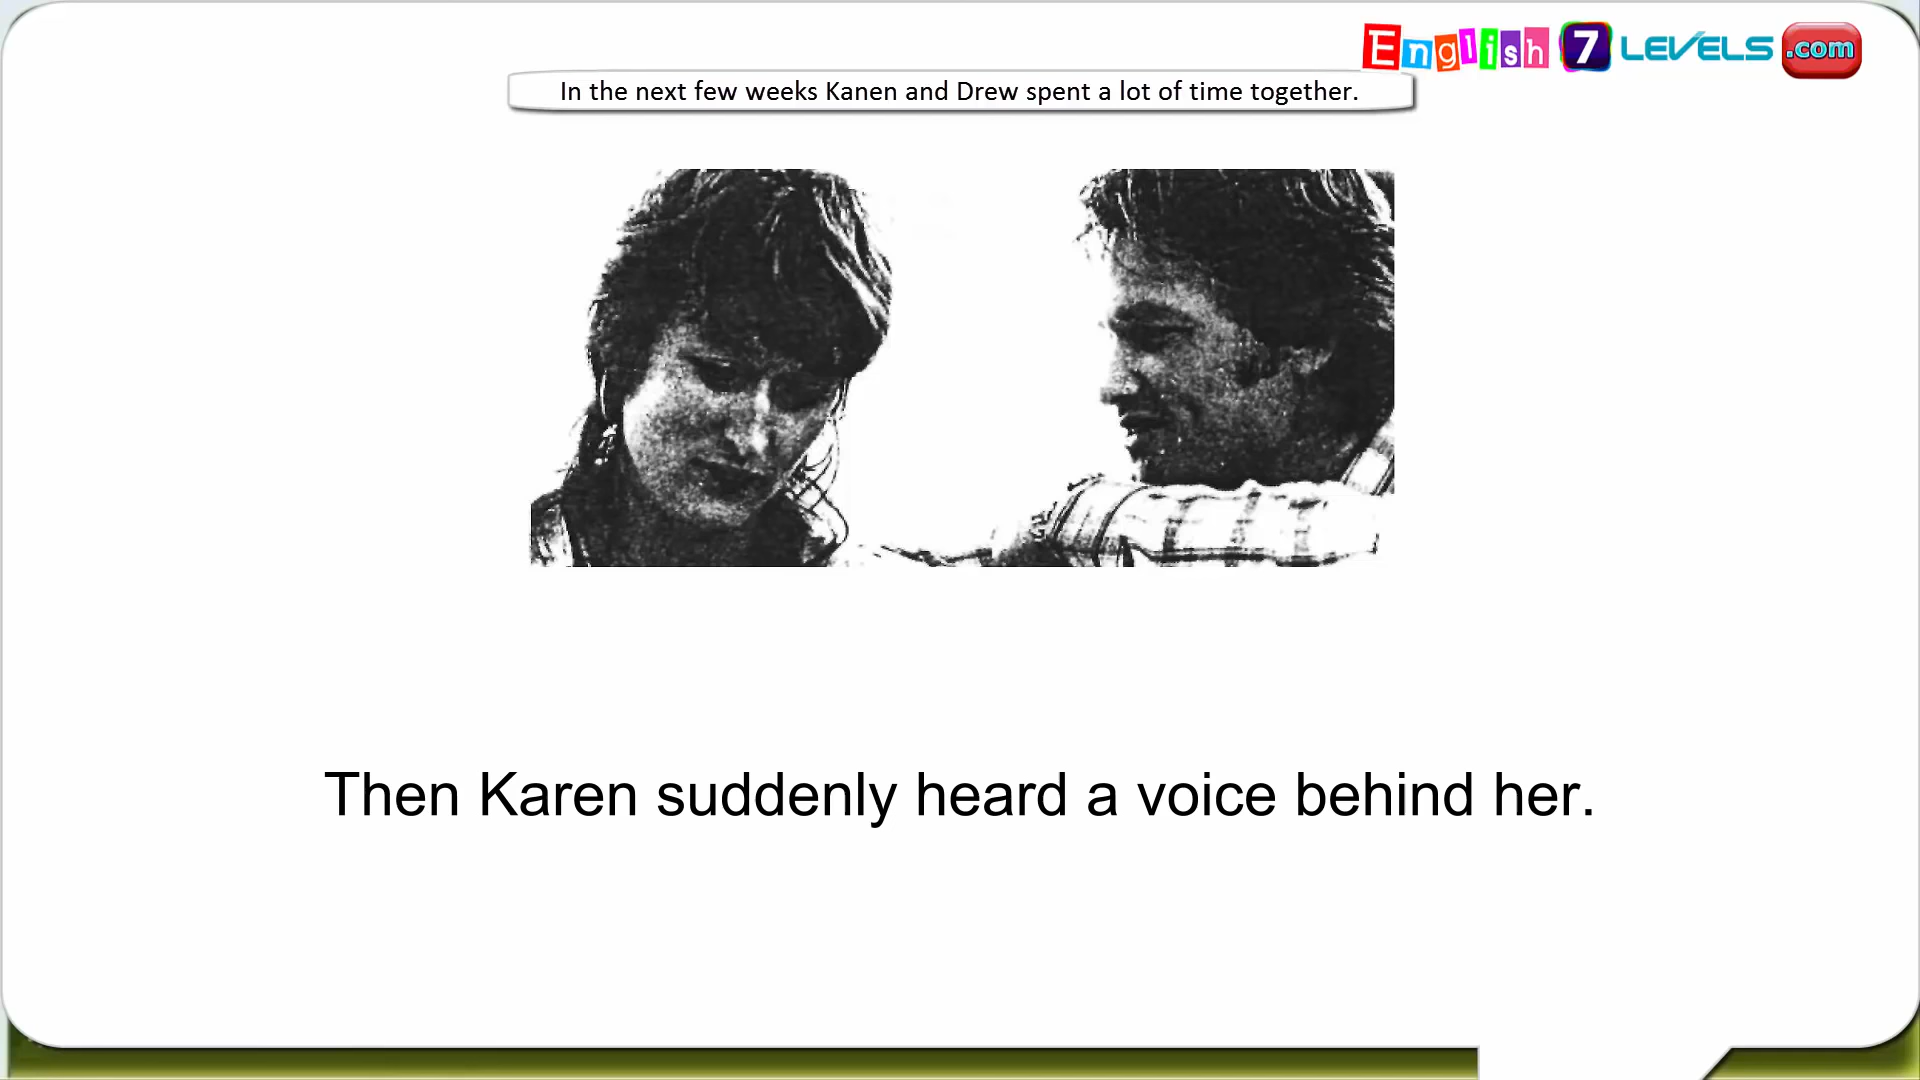 English 7 LEVELS .com
In the next few weeks Kanen and Drew spent a lot of time together.
Then Karen suddenly heard a voice behind her.